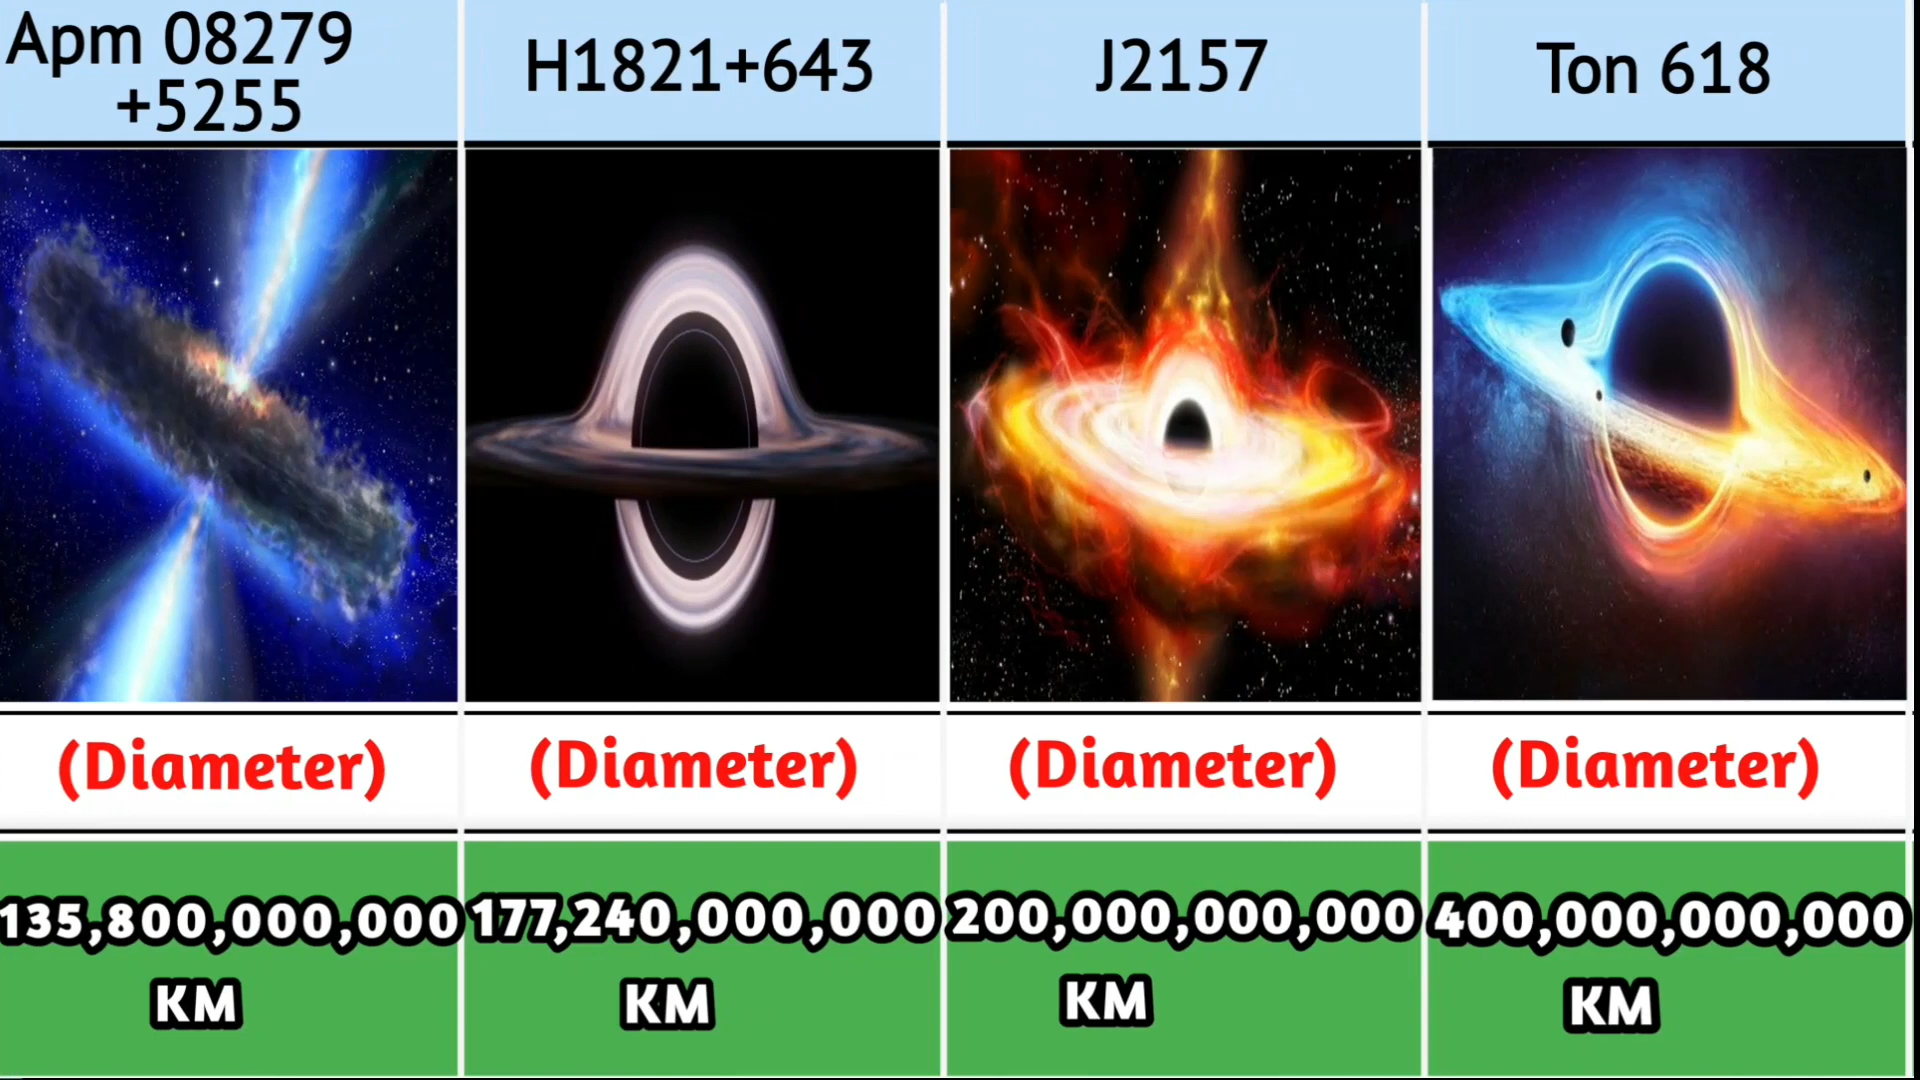 Apm 08279
+5255
H1821+643
J2157
Ton 618
(Diameter)
(Diameter)
(Diameter)
(Diameter)
135,800,000,000
KM
177,240,000,000
KM
200,000,000,000
KM
400,000,000,000
KM